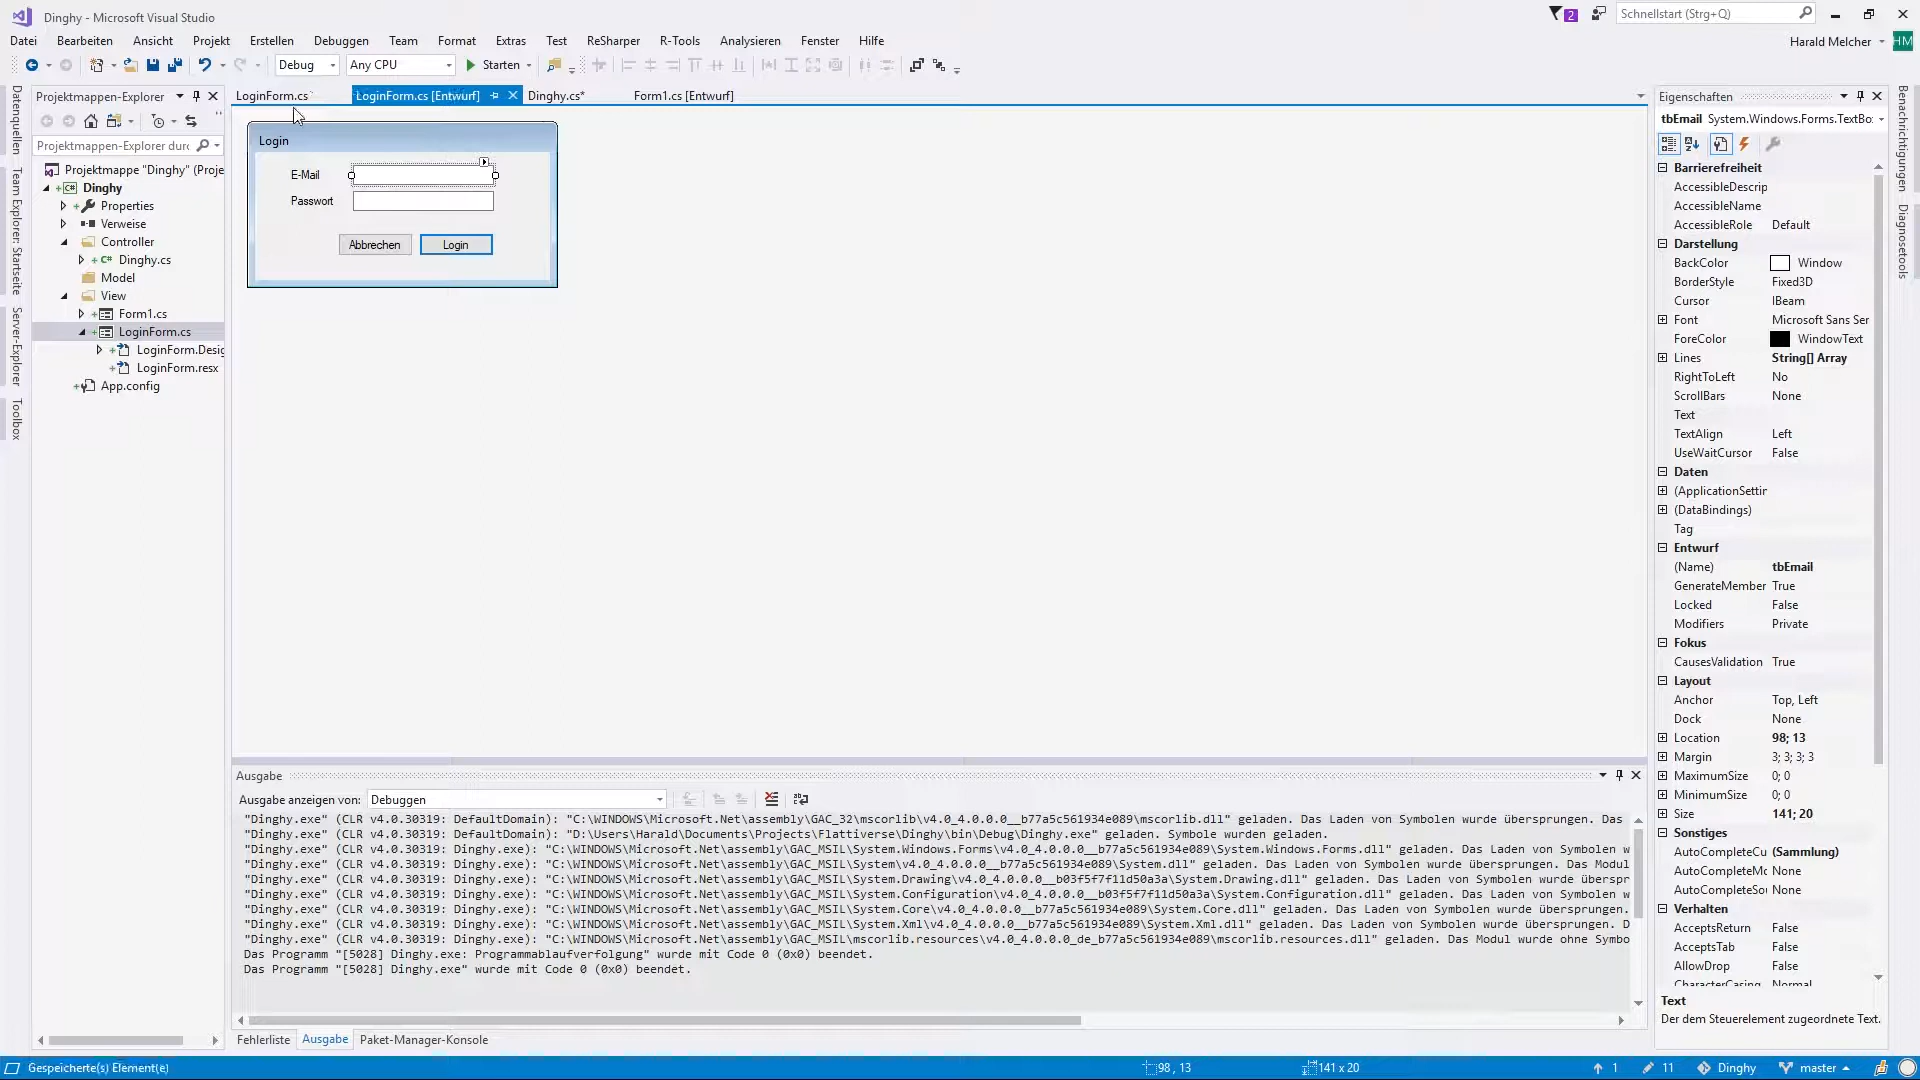 Dinghy - Microsoft Visual Studio
2
Schnellstart (Strg+Q)
Datei Bearbeiten Ansicht Projekt Erstellen Debuggen Team Format Extras Test ReSharper R-Tools Analysieren Fenster Hilfe
Harald Melcher HM
Debug Any CPU Starten
Datenquellen
Team Explorer: Startseite
Server-Explorer
Toolbox
Projektmappen-Explorer
Projektmappen-Explorer durc
Projektmappe "Dinghy" (Proje
Dinghy
Properties
Verweise
Controller
Dinghy.cs
Model
View
Form1.cs
LoginForm.cs
LoginForm.Desig
LoginForm.resx
App.config
LoginForm.cs* LoginForm.cs [Entwurf] Dinghy.cs* Form1.cs [Entwurf]
Login
E-Mail
Passwort
Abbrechen Login
Ausgabe
Ausgabe anzeigen von: Debuggen
"Dinghy.exe" (CLR v4.0.30319: DefaultDomain): "C:\WINDOWS\Microsoft.Net\assembly\GAC_32\mscorlib\v4.0_4.0.0.0__b77a5c561934e089\mscorlib.dll" geladen. Das Laden von Symbolen wurde übersprungen. Das
"Dinghy.exe" (CLR v4.0.30319: DefaultDomain): "D:\Users\Harald\Documents\Projects\Flattiverse\Dinghy\bin\Debug\Dinghy.exe" geladen. Symbole wurden geladen.
"Dinghy.exe" (CLR v4.0.30319: Dinghy.exe): "C:\WINDOWS\Microsoft.Net\assembly\GAC_MSIL\System.Windows.Forms\v4.0_4.0.0.0__b77a5c561934e089\System.Windows.Forms.dll" geladen. Das Laden von Symbolen w
"Dinghy.exe" (CLR v4.0.30319: Dinghy.exe): "C:\WINDOWS\Microsoft.Net\assembly\GAC_MSIL\System\v4.0_4.0.0.0__b77a5c561934e089\System.dll" geladen. Das Laden von Symbolen wurde übersprungen. Das Modul
"Dinghy.exe" (CLR v4.0.30319: Dinghy.exe): "C:\WINDOWS\Microsoft.Net\assembly\GAC_MSIL\System.Drawing\v4.0_4.0.0.0__b03f5f7f11d50a3a\System.Drawing.dll" geladen. Das Laden von Symbolen wurde überspr
"Dinghy.exe" (CLR v4.0.30319: Dinghy.exe): "C:\WINDOWS\Microsoft.Net\assembly\GAC_MSIL\System.Configuration\v4.0_4.0.0.0__b03f5f7f11d50a3a\System.Configuration.dll" geladen. Das Laden von Symbolen wu
"Dinghy.exe" (CLR v4.0.30319: Dinghy.exe): "C:\WINDOWS\Microsoft.Net\assembly\GAC_MSIL\System.Core\v4.0_4.0.0.0__b77a5c561934e089\System.Core.dll" geladen. Das Laden von Symbolen wurde übersprungen.
"Dinghy.exe" (CLR v4.0.30319: Dinghy.exe): "C:\WINDOWS\Microsoft.Net\assembly\GAC_MSIL\System.Xml\v4.0_4.0.0.0__b77a5c561934e089\System.Xml.dll" geladen. Das Laden von Symbolen wurde übersprungen. D
"Dinghy.exe" (CLR v4.0.30319: Dinghy.exe): "C:\WINDOWS\Microsoft.Net\assembly\GAC_MSIL\mscorlib.resources\v4.0_4.0.0.0_de_b77a5c561934e089\mscorlib.resources.dll" geladen. Das Modul wurde ohne Symbo
Das Programm "[5028] Dinghy.exe: Programmablaufverfolgung" wurde mit Code 0 (0x0) beendet.
Das Programm "[5028] Dinghy.exe" wurde mit Code 0 (0x0) beendet.
Fehlerliste Ausgabe Paket-Manager-Konsole
Eigenschaften
tbEmail System.Windows.Forms.TextBo
Barrierefreiheit
AccessibleDescrip
AccessibleName
AccessibleRole Default
Darstellung
BackColor Window
BorderStyle Fixed3D
Cursor IBeam
Font Microsoft Sans Ser
ForeColor WindowText
Lines String[] Array
RightToLeft No
ScrollBars None
Text
TextAlign Left
UseWaitCursor False
Daten
(ApplicationSettin
(DataBindings)
Tag
Entwurf
(Name) tbEmail
GenerateMember True
Locked False
Modifiers Private
Fokus
CausesValidation True
Layout
Anchor Top, Left
Dock None
Location 98; 13
Margin 3; 3; 3; 3
MaximumSize 0; 0
MinimumSize 0; 0
Size 141; 20
Sonstiges
AutoCompleteCu (Sammlung)
AutoCompleteMo None
AutoCompleteSou None
Verhalten
AcceptsReturn False
AcceptsTab False
AllowDrop False
CharacterCasing Normal
Text
Der dem Steuerelement zugeordnete Text.
Benachrichtigungen
Diagnosetools
Gespeicherte(s) Element(e)
98 , 13
141 x 20
1 11 Dinghy master